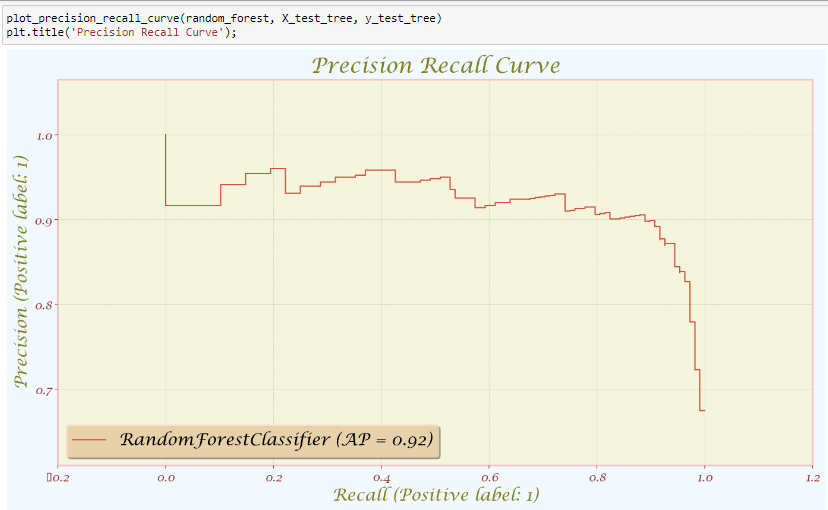 plot_precision_recall_curve(random_forest, X_test_tree, y_test_tree)
plt.title('Precision Recall Curve');
Precision Recall Curve
Precision (Positive label: 1)
1.0
0.9
0.8
0.7
RandomForestClassifier (AP = 0.92)
▯0.2 0.0 0.2 0.4 0.6 0.8 1.0 1.2
Recall (Positive label: 1)